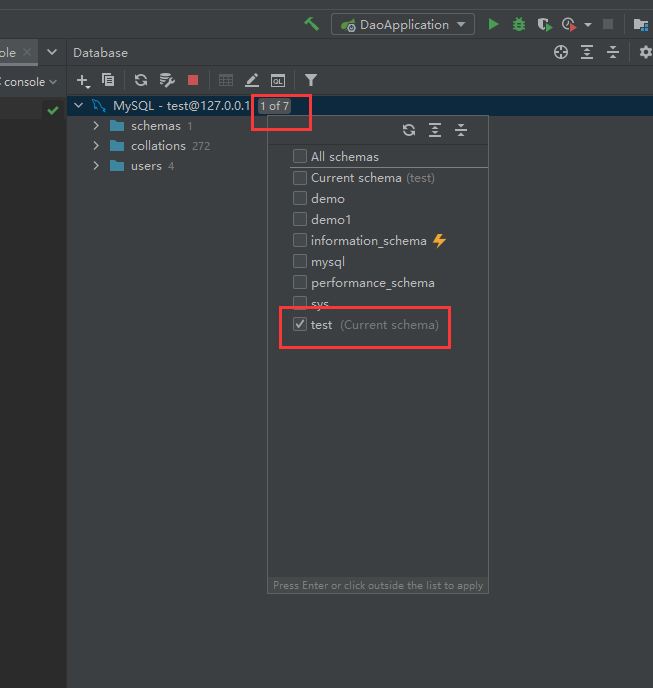 DaoApplication
ole
Database
console
MySQL - test@127.0.0.1 1 of 7
schemas 1
collations 272
users 4
All schemas
Current schema (test)
demo
demo1
information_schema
mysql
performance_schema
sys
test (Current schema)
Press Enter or click outside the list to apply